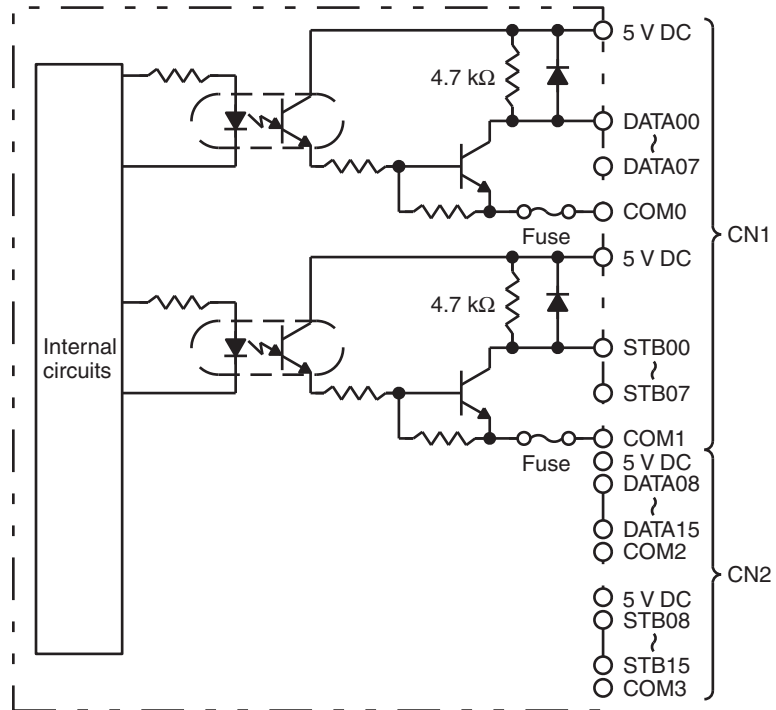 5 V DC
4.7 kΩ
DATA00
~
DATA07
COM0
Fuse
CN1
5 V DC
4.7 kΩ
Internal
circuits
STB00
~
STB07
COM1
Fuse
5 V DC
DATA08
~
DATA15
COM2
CN2
5 V DC
STB08
~
STB15
COM3